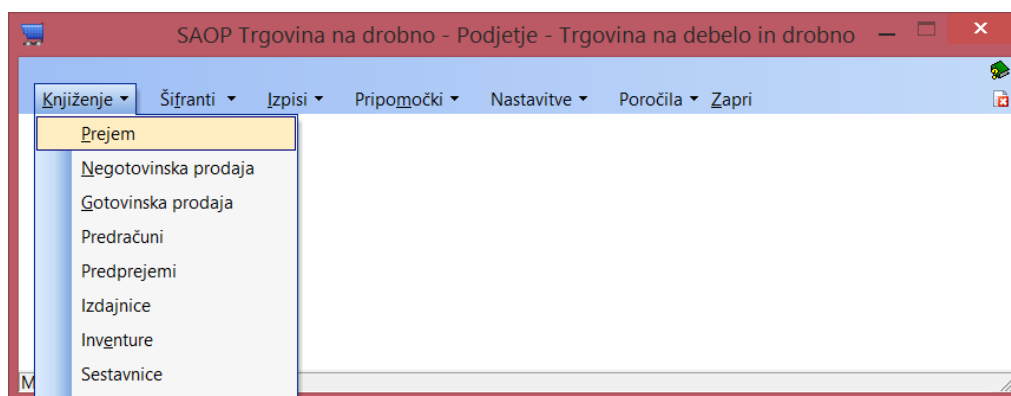 SAOP Trgovina na drobno - Podjetje - Trgovina na debelo in drobno
Knjiženje Šifranti Izpisi Pripomočki Nastavitve Poročila Zapri
Prejem
Negotovinska prodaja
Gotovinska prodaja
Predračuni
Predprejemi
Izdajnice
Inventure
Sestavnice
M